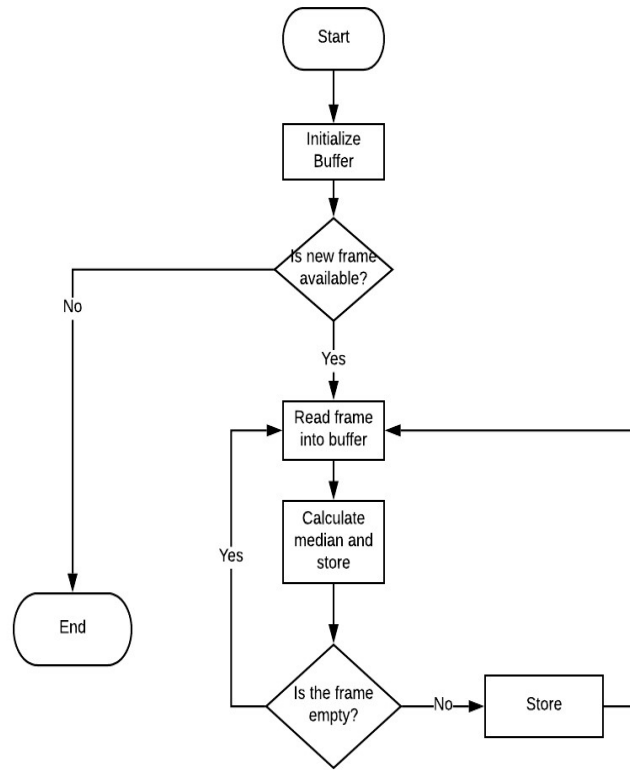 Start
Initialize
Buffer
Is new frame
available?
No
Yes
Read frame
into buffer
Calculate
median and
store
Yes
End
Is the frame
empty?
No
Store